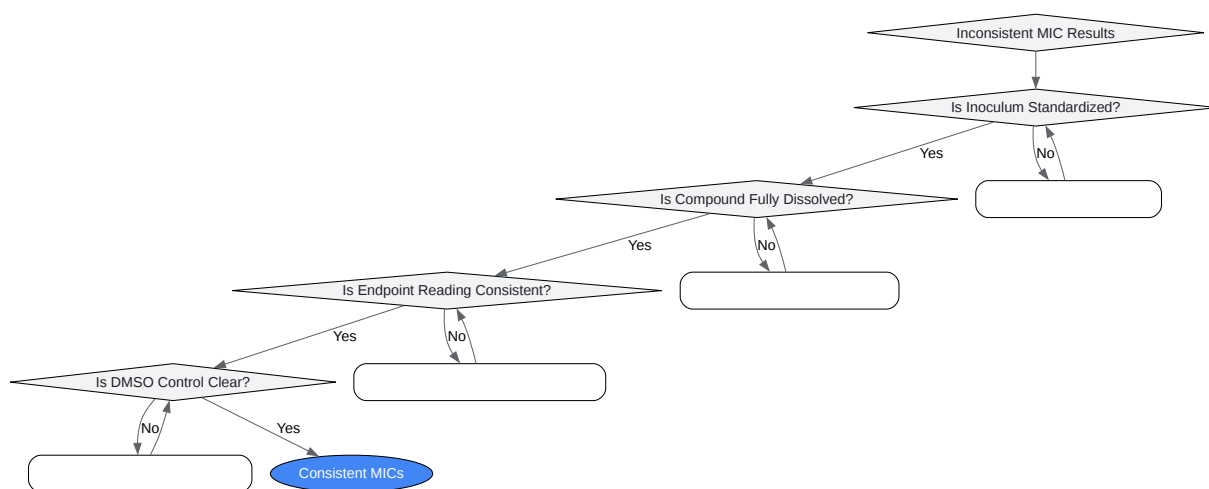 Inconsistent MIC Results
Is Inoculum Standardized?
Yes
No
Is Compound Fully Dissolved?
Yes
No
Is Endpoint Reading Consistent?
Yes
No
Is DMSO Control Clear?
No
Yes
Consistent MICs